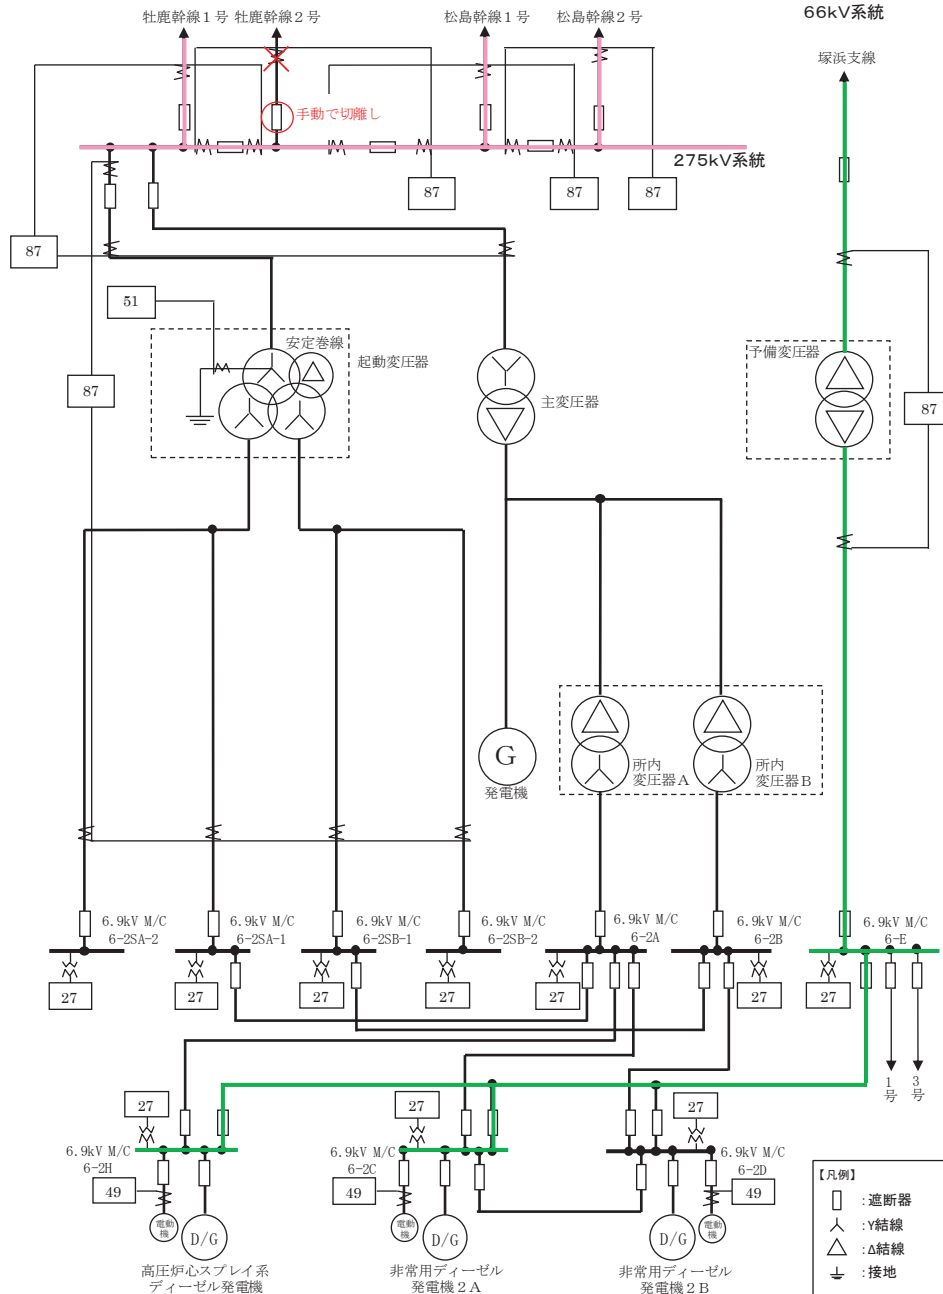 66kV系統
牡鹿幹線1号
牡鹿幹線2号
松島幹線1号
松島幹線2号
塚浜支線
手動で切離し
275kV系統
87
87
87
87
51
安定巻線
起動変圧器
87
主変圧器
予備変圧器
87
G
発電機
所内
変圧器A
所内
変圧器B
6.9kV M/C
6-2SA-2
6.9kV M/C
6-2SA-1
6.9kV M/C
6-2SB-1
6.9kV M/C
6-2SB-2
6.9kV M/C
6-2A
6.9kV M/C
6-2B
6.9kV M/C
6-E
27
27
27
27
27
27
27
1号
3号
27
27
27
6.9kV M/C
6-2H
6.9kV M/C
6-2C
6.9kV M/C
6-2D
49
49
49
電動機
D/G
電動機
D/G
D/G
電動機
高圧炉心スプレイ系
ディーゼル発電機
非常用ディーゼル
発電機2A
非常用ディーゼル
発電機2B
【凡例】
:遮断器
:Y結線
:Δ結線
:接地